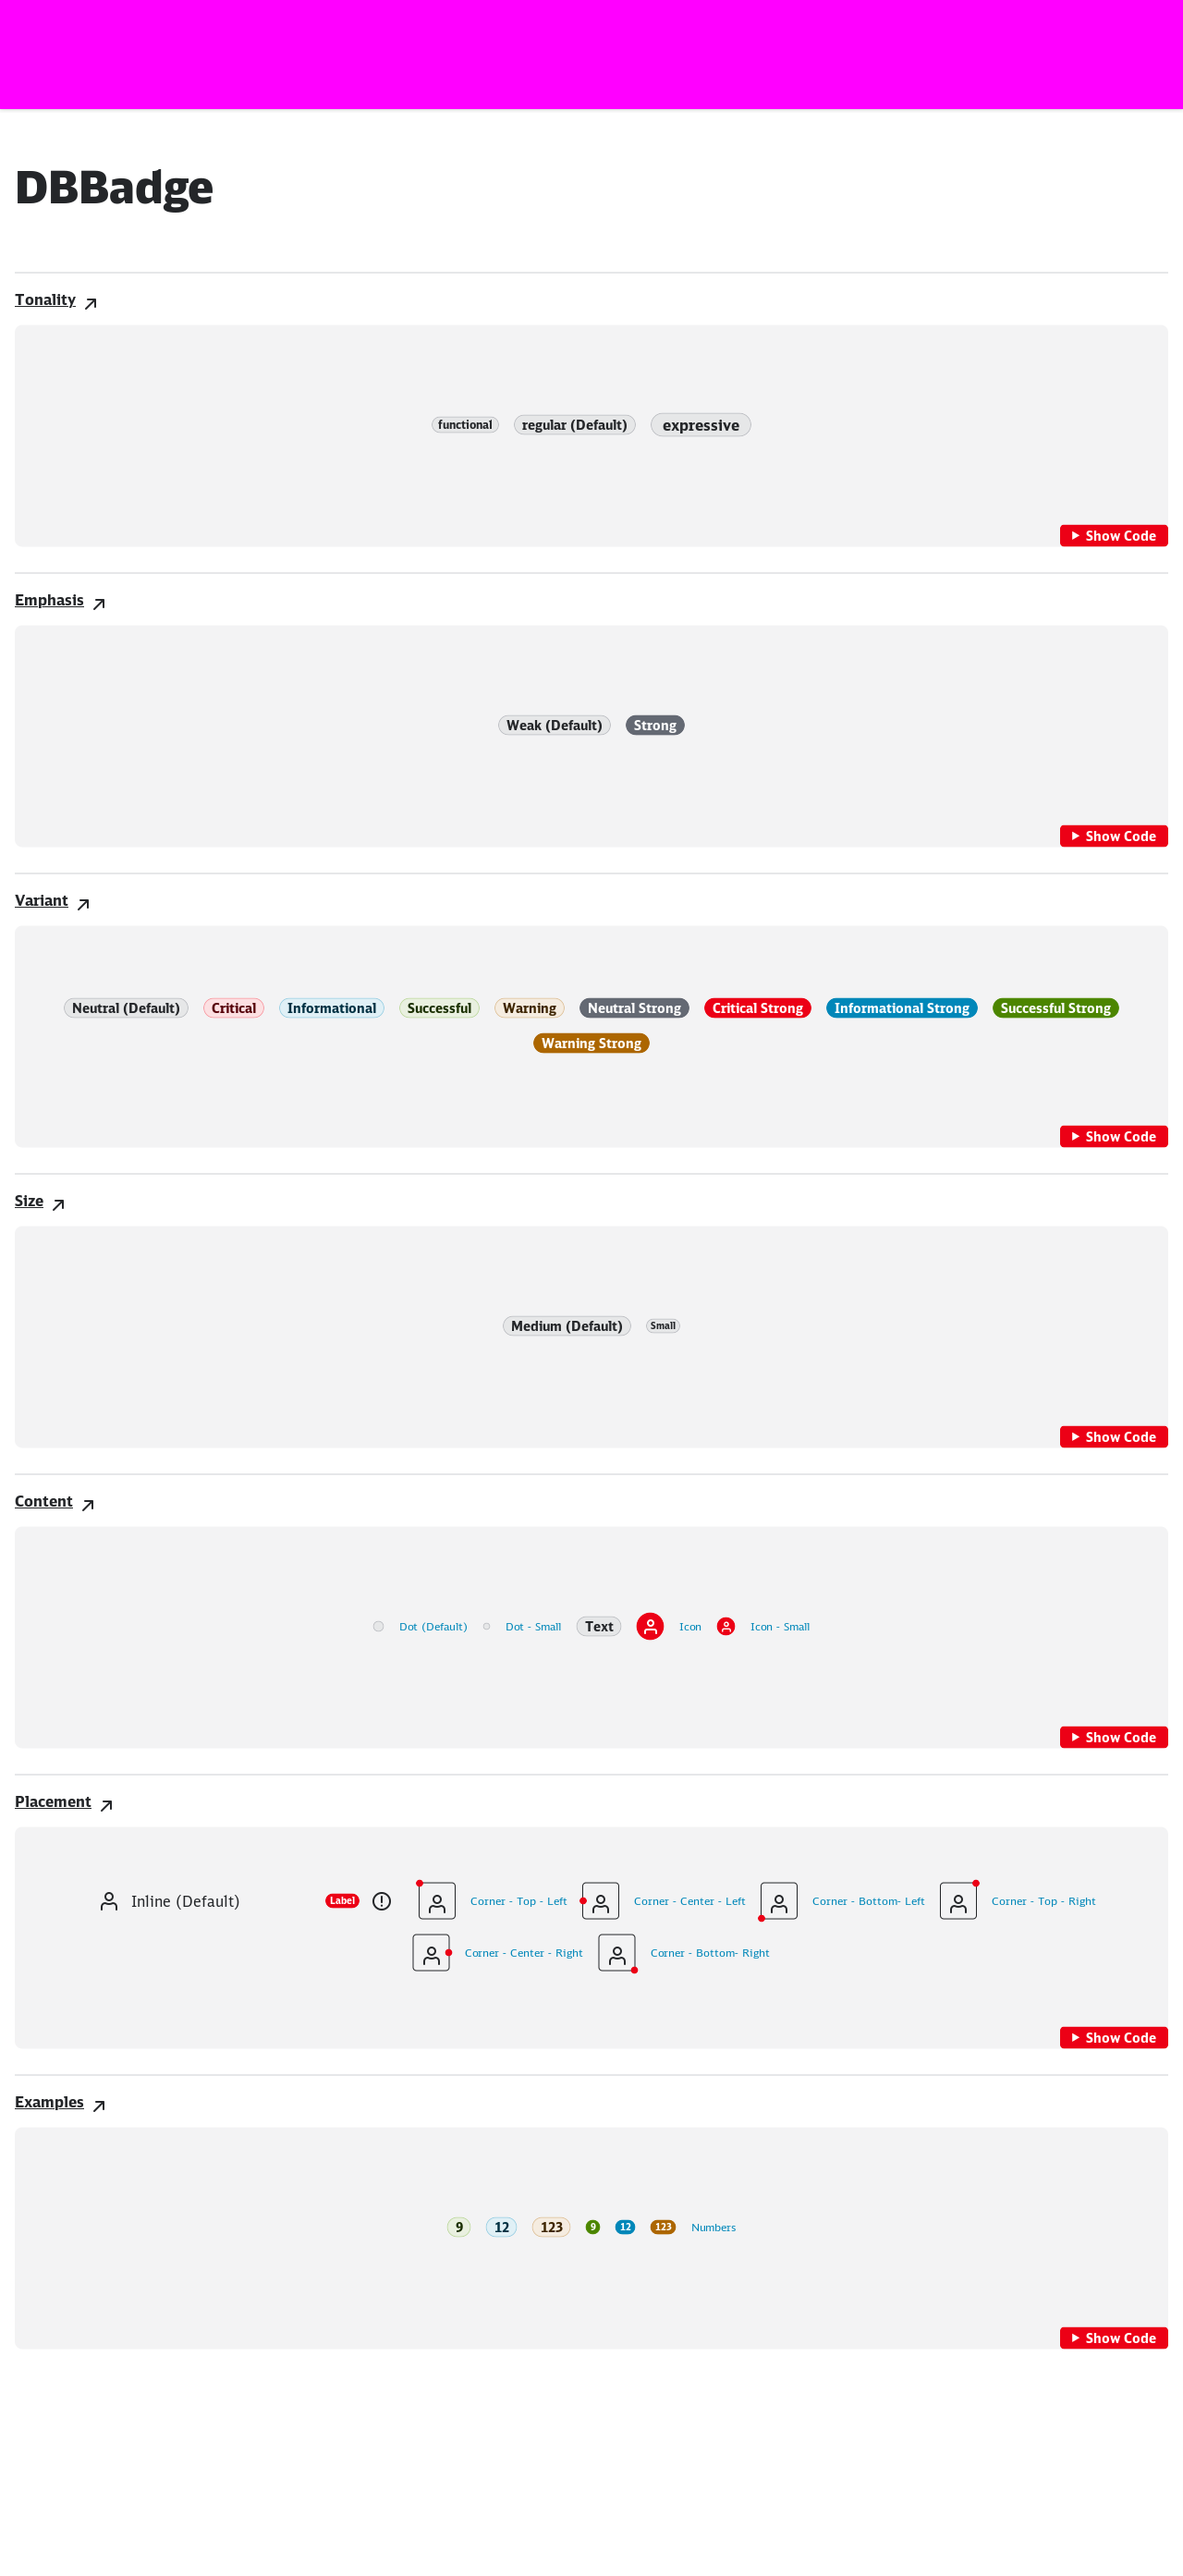 DBBadge
Tonality
functional regular (Default) expressive
Show Code
Emphasis
Weak (Default) Strong
Show Code
Variant
Neutral (Default) Critical Informational Successful Warning Neutral Strong Critical Strong Informational Strong Successful Strong
Warning Strong
Show Code
Size
Medium (Default) Small
Show Code
Content
Dot (Default) Dot - Small Text Icon Icon - Small
Show Code
Placement
Inline (Default) Label Corner - Top - Left Corner - Center - Left Corner - Bottom- Left Corner - Top - Right
Corner - Center - Right Corner - Bottom- Right
Show Code
Examples
9 12 123 9 12 123 Numbers
Show Code